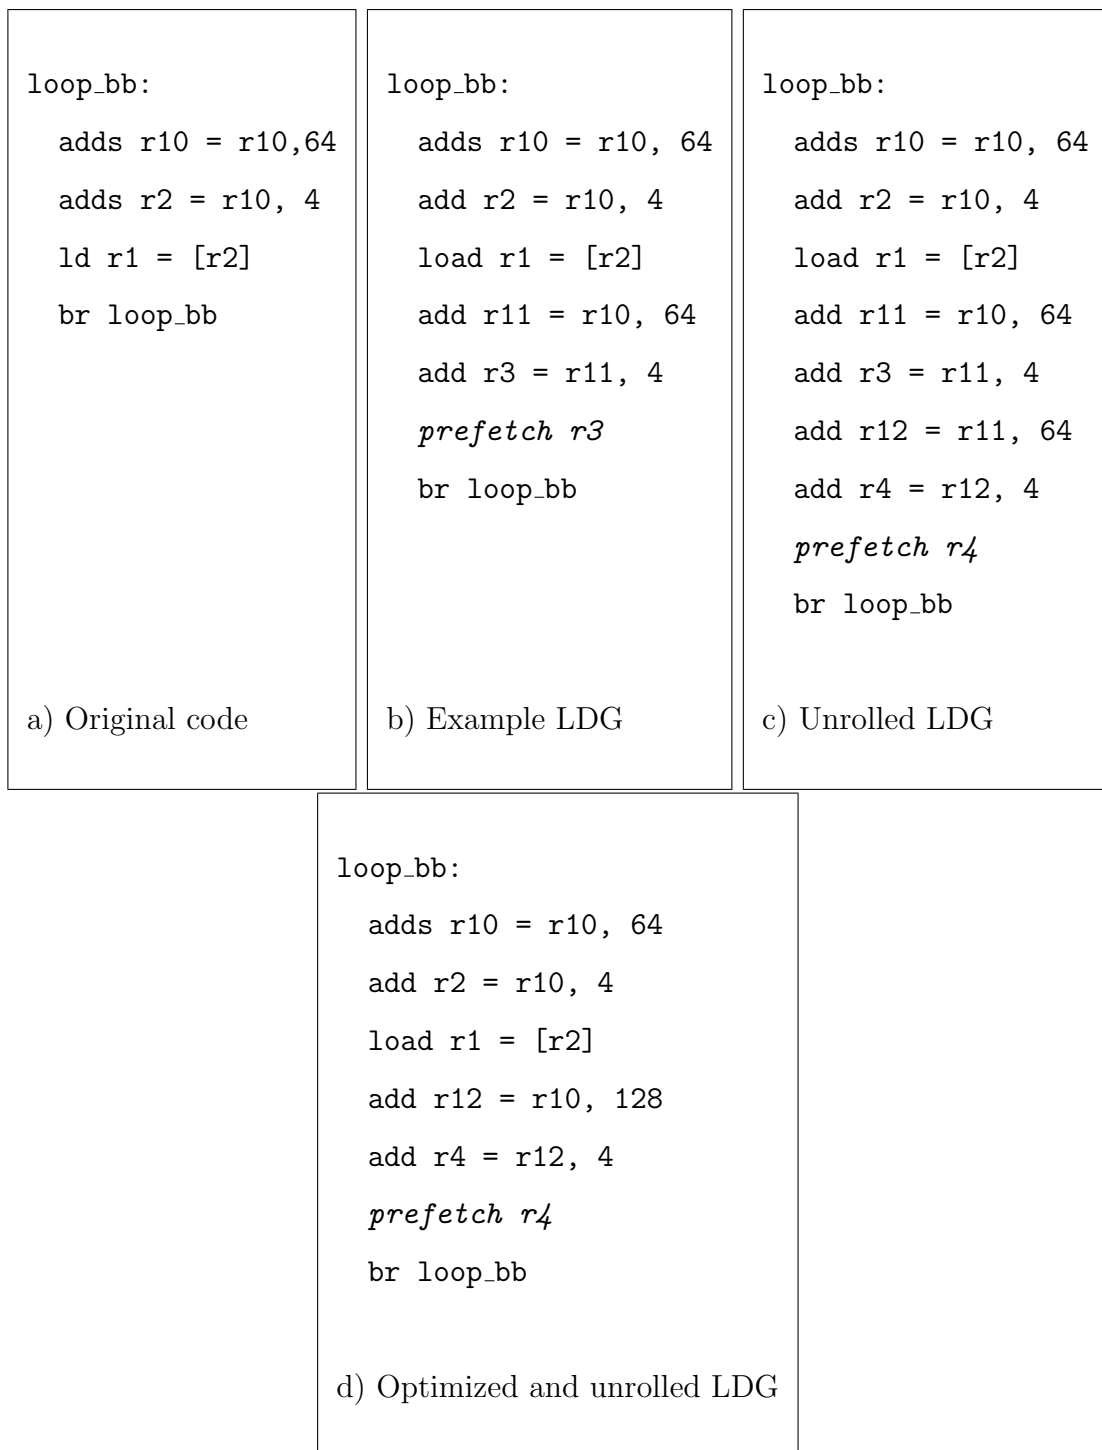 loop_bb:
adds r10 = r10,64
adds r2 = r10, 4
ld r1 = [r2]
br loop_bb
a) Original code
loop_bb:
adds r10 = r10, 64
add r2 = r10, 4
load r1 = [r2]
add r11 = r10, 64
add r3 = r11, 4
prefetch r3
br loop_bb
b) Example LDG
loop_bb:
adds r10 = r10, 64
add r2 = r10, 4
load r1 = [r2]
add r11 = r10, 64
add r3 = r11, 4
add r12 = r11, 64
add r4 = r12, 4
prefetch r4
br loop_bb
c) Unrolled LDG
loop_bb:
adds r10 = r10, 64
add r2 = r10, 4
load r1 = [r2]
add r12 = r10, 128
add r4 = r12, 4
prefetch r4
br loop_bb
d) Optimized and unrolled LDG